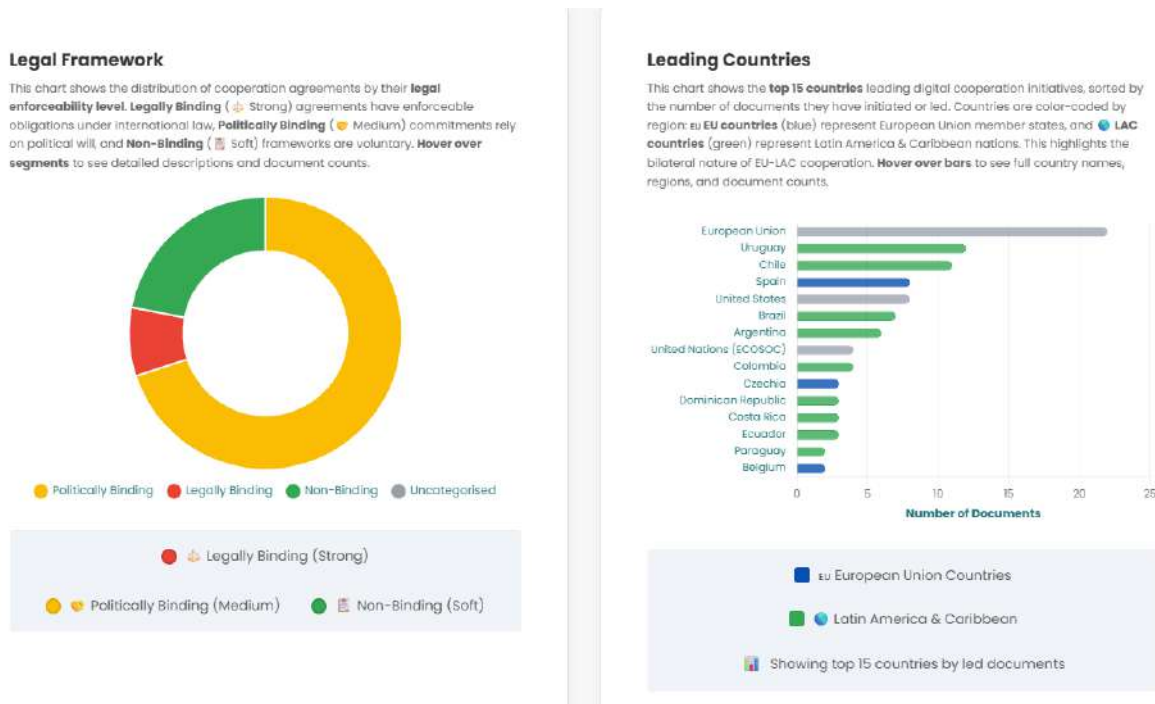 Legal Framework
This chart shows the distribution of cooperation agreements by their legal
enforceability level. Legally Binding ( Strong) agreements have enforceable
obligations under international law, Politically Binding ( Medium) commitments rely
on political will, and Non-Binding ( Soft) frameworks are voluntary. Hover over
segments to see detailed descriptions and document counts.
Politically Binding Legally Binding Non-Binding Uncategorised
Legally Binding (Strong)
Politically Binding (Medium) Non-Binding (Soft)
Leading Countries
This chart shows the top 15 countries leading digital cooperation initiatives, sorted by
the number of documents they have initiated or led. Countries are color-coded by
region: EU EU countries (blue) represent European Union member states, and LAC
countries (green) represent Latin America & Caribbean nations. This highlights the
bilateral nature of EU-LAC cooperation. Hover over bars to see full country names,
regions, and document counts.
European Union
Uruguay
Chile
Spain
United States
Brazil
Argentina
United Nations (ECOSOC)
Colombia
Czechia
Dominican Republic
Costa Rica
Ecuador
Paraguay
Belgium
0 5 10 15 20 25
Number of Documents
EU European Union Countries
Latin America & Caribbean
Showing top 15 countries by led documents